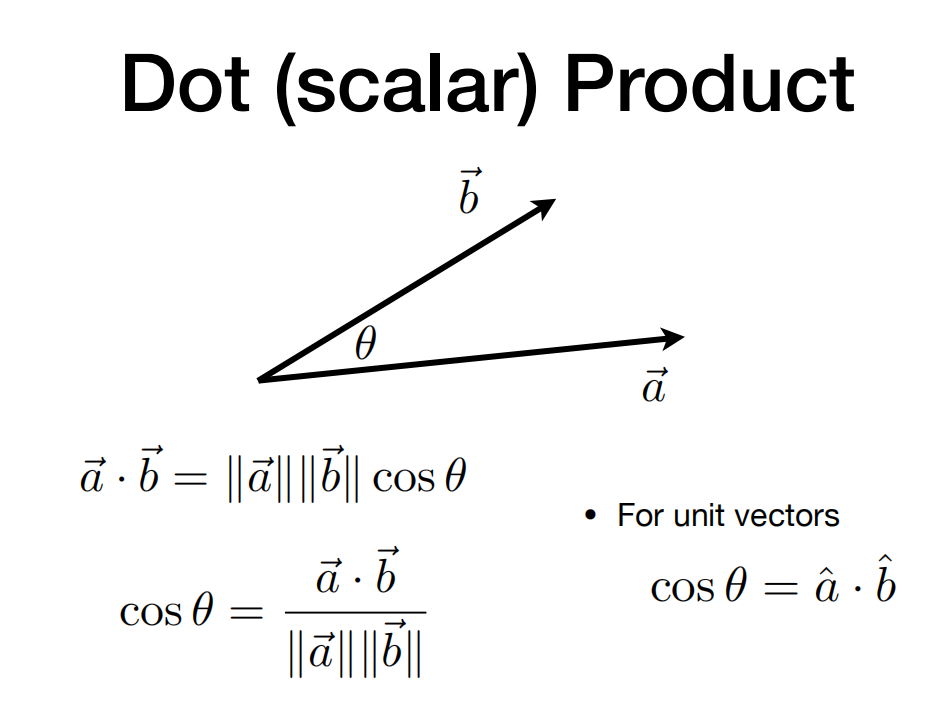 Dot (scalar) Product
$\vec{b}$
$\theta$
$\vec{a}$
$\vec{a} \cdot \vec{b} = \|\vec{a}\| \|\vec{b}\| \cos\theta$
$\cos\theta = \frac{\vec{a} \cdot \vec{b}}{\|\vec{a}\| \|\vec{b}\|}$
• For unit vectors
$\cos\theta = \hat{a} \cdot \hat{b}$